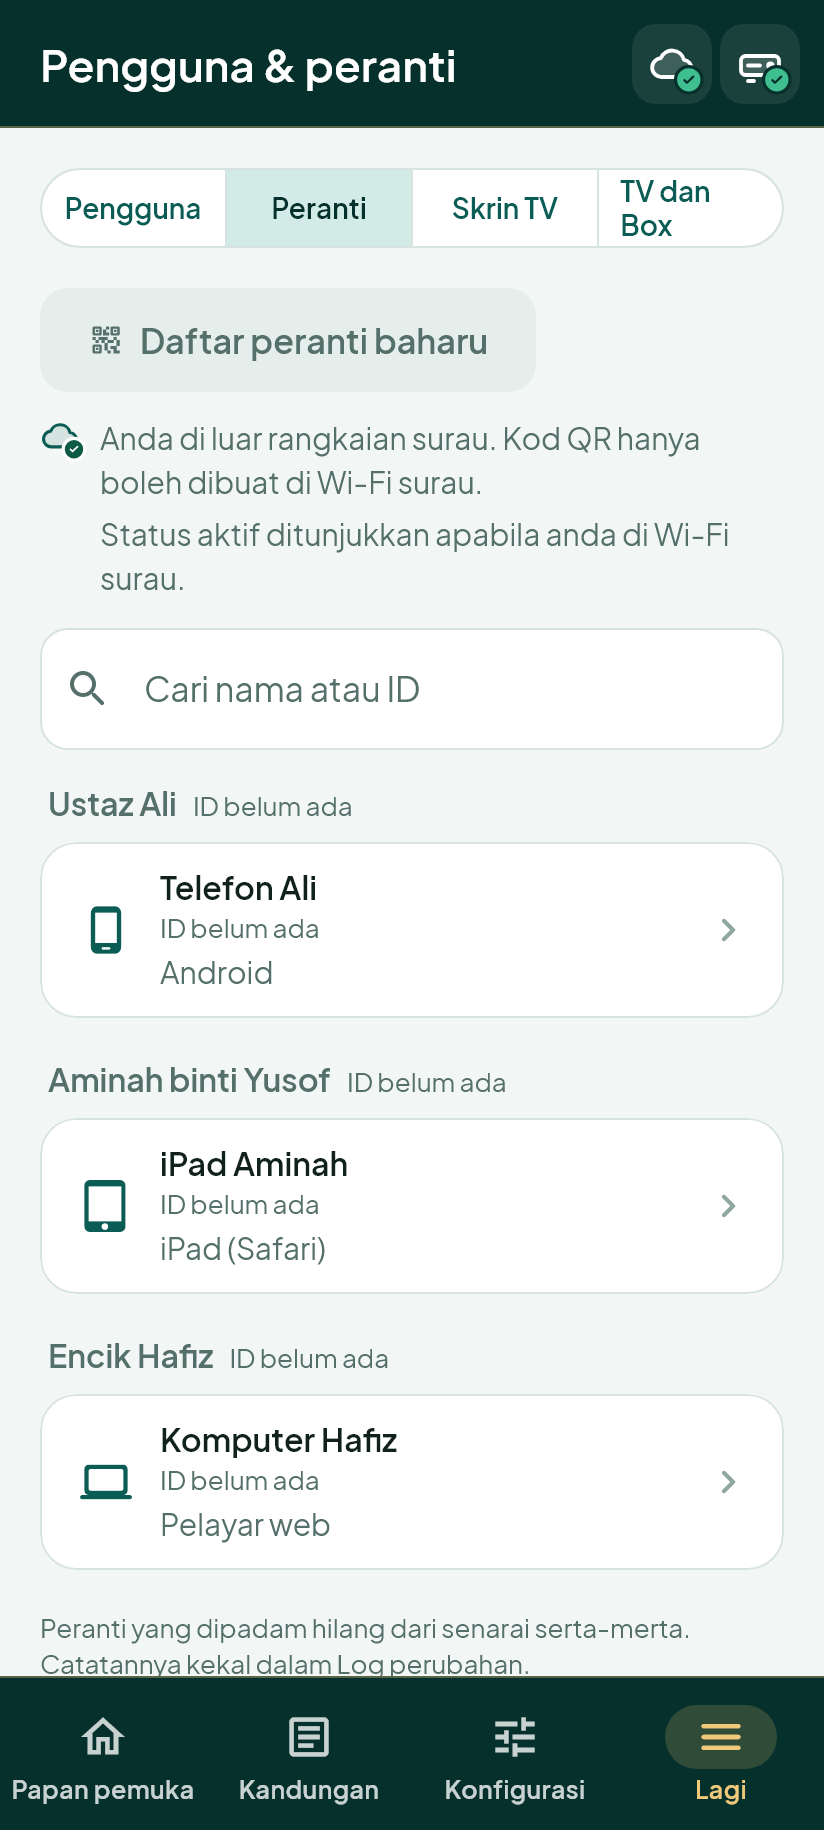 Pengguna & peranti
Pengguna
Peranti
Skrin TV
TV dan
Box
Daftar peranti baharu
Anda di luar rangkaian surau. Kod QR hanya
boleh dibuat di Wi-Fi surau.
Status aktif ditunjukkan apabila anda di Wi-Fi
surau.
Cari nama atau ID
Ustaz Ali ID belum ada
Telefon Ali
ID belum ada
Android
Aminah binti Yusof ID belum ada
iPad Aminah
ID belum ada
iPad (Safari)
Encik Hafiz ID belum ada
Komputer Hafiz
ID belum ada
Pelayar web
Peranti yang dipadam hilang dari senarai serta-merta.
Catatannya kekal dalam Log perubahan.
Papan pemuka
Kandungan
Konfigurasi
Lagi